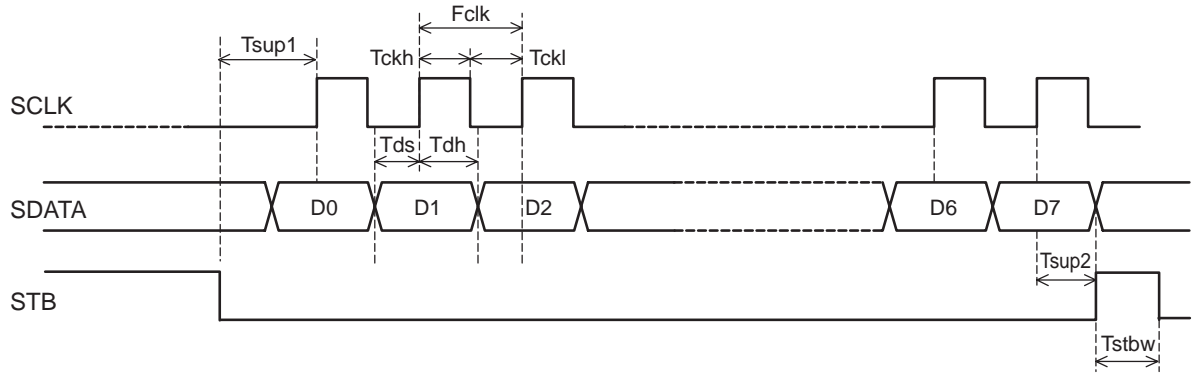 Fclk
Tsup1
Tckh
Tckl
SCLK
Tds
Tdh
SDATA
D0
D1
D2
D6
D7
Tsup2
STB
Tstbw